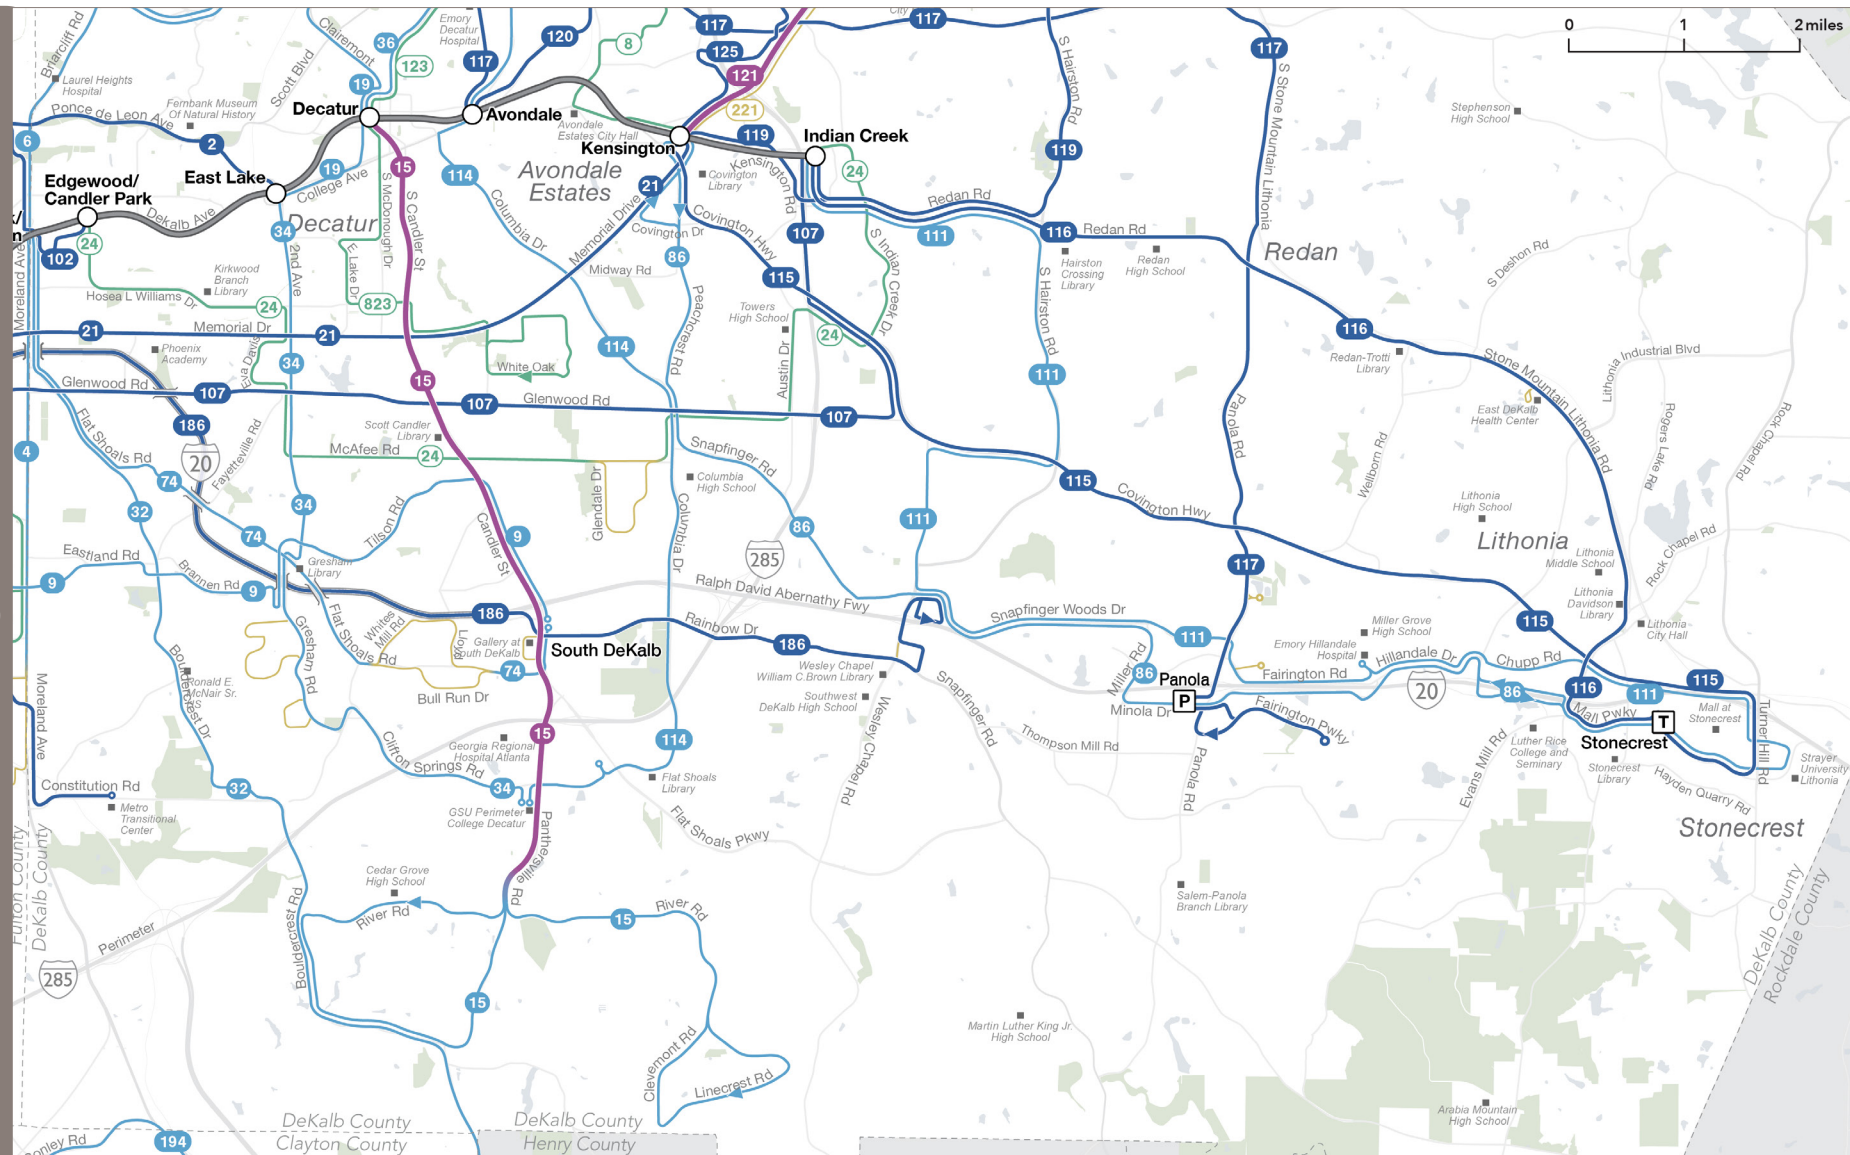 0 1 2 miles
Briarcliff Rd
Laurel Heights
Hospital
Ponce de Leon Ave
Fernbank Museum
Of Natural History
Scott Blvd
Clairemont
36
123
19
Emory
Decatur
Hospital
117
120
8
117
125
121
221
117
117
City
S Hairston Rd
S Stone Mountain Lithonia
Stephenson
High School
Decatur
Avondale
Avondale
Estates City Hall
Kensington
119
Indian Creek
119
6
2
19
East Lake
College Ave
Edgewood/
Candler Park
Dekalb Ave
24
102
34
Decatur
2nd Ave
15
S McDonough Dr
S Candler St
114
Columbia Dr
Avondale
Estates
21
Memorial Drive
Covington
Library
Kensington Rd
Covington Dr
Covington Hwy
86
Midway Rd
107
115
24
Redan Rd
111
116
Redan Rd
Hairston
Crossing
Library
Redan
High School
Redan
S Deshon Rd
S Indian Creek Dr
S Hairston Rd
Moreland Ave
Kirkwood
Branch
Library
Hosea L Williams Dr
24
E. Lake Dr
823
Towers
High School
Peachcrest Rd
24
21
Memorial Dr
21
Phoenix
Academy
Eva Davis
34
114
White Oak
Austin Dr
111
116
Redan-Trotti
Library
Stone Mountain Lithonia Rd
Lithonia Industrial Blvd
East DeKalb
Health Center
Glenwood Rd
107
15
107
Glenwood Rd
107
186
20
Flat Shoals Rd
Fayetteville Rd
Scott Candler
Library
McAfee Rd
24
4
74
32
34
Tilson Rd
Candler St
9
Glendale Dr
Columbia
High School
Snapfinger Rd
Columbia Dr
86
285
111
115
Covington Hwy
Panola Rd
Wellborn Rd
Rogers Lake Rd
Rock Chapel Rd
Lithonia
High School
Lithonia
Lithonia
Middle School
Rock Chapel Rd
Lithonia
Davidson
Library
Lithonia
City Hall
74
Eastland Rd
9
Brannen Rd
9
Gresham
Library
117
186
Ralph David Abernathy Fwy
Rainbow Dr
186
Snapfinger Woods Dr
111
115
Miller Grove
High School
Emory Hillandale
Hospital
Hillandale Dr
Chupp Rd
Flat Shoals Rd
Whites
Mill Rd
Gresham Rd
Gallery at
South DeKalb
South DeKalb
74
Bull Run Dr
Wesley Chapel
William C Brown Library
Southwest
DeKalb High School
Miller Rd
86
Panola
P
Minola Dr
Fairington Rd
Fairington Pwky
20
86
116
111
115
Mall Pwky
T
Stonecrest
Mall at
Stonecrest
Turner Hill Rd
Ronald E.
McNair Sr.
Bouldercrest Dr
Moreland Ave
15
Georgia Regional
Hospital Atlanta
Clifton Springs Rd
34
114
Flat Shoals
Library
Snapfinger Rd
Wesley Chapel Rd
Thompson Mill Rd
Panola Rd
Evans Mill Rd
Luther Rice
College and
Seminary
Stonecrest
Library
Hayden Quarry Rd
Strayer
University
Lithonia
Constitution Rd
Metro
Transitional
Center
32
GSU Perimeter
College Decatur
Flat Shoals Pkwy
Panthersville Rd
Stonecrest
Fulton County
DeKalb County
Cedar Grove
High School
River Rd
15
River Rd
Salem-Panola
Branch Library
Perimeter
285
Bouldercrest Rd
15
DeKalb County
Rockdale County
Martin Luther King Jr.
High School
Clevemont Rd
Linecrest Rd
Arabia Mountain
High School
194
DeKalb County
Clayton County
DeKalb County
Henry County